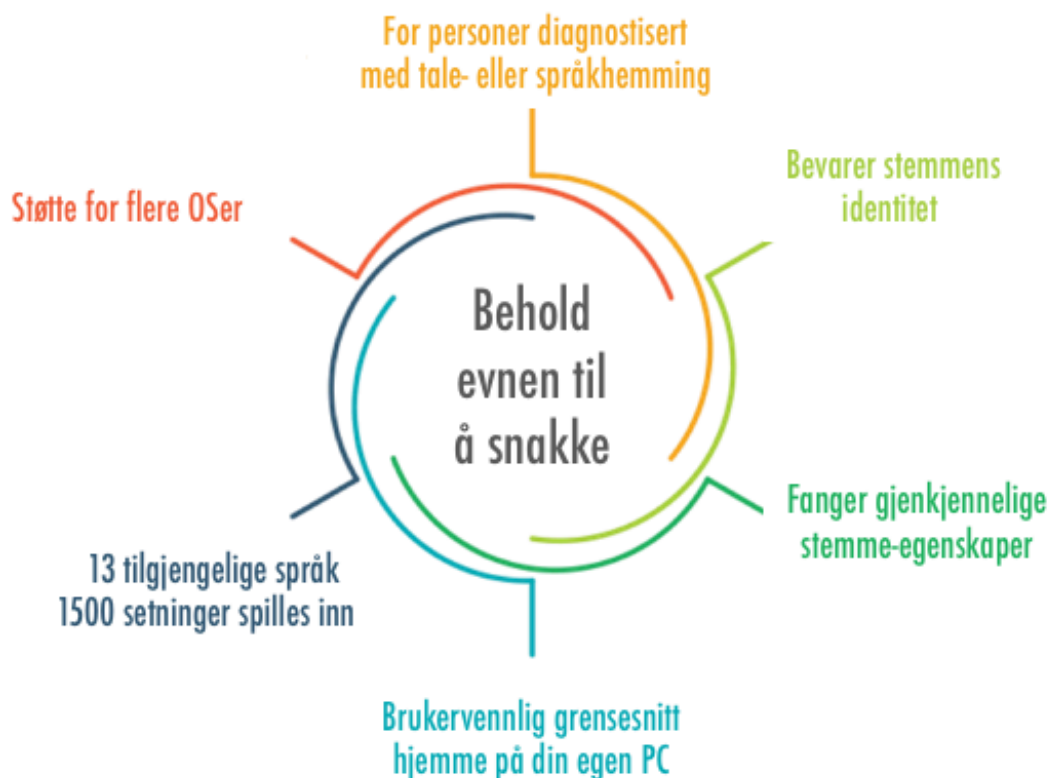 For personer diagnostisert
med tale- eller språkhemming
Bevarer stemmens
identitet
Støtte for flere OSer
Behold
evnen til
å snakke
Fanger gjenkjennelige
stemme-egenskaper
13 tilgjengelige språk
1500 setninger spilles inn
Brukervennlig grensesnitt
hjemme på din egen PC